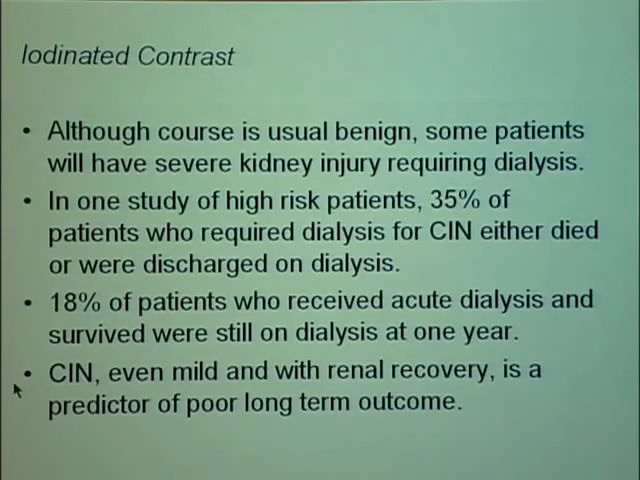 Iodinated Contrast
• Although course is usual benign, some patients
will have severe kidney injury requiring dialysis.
• In one study of high risk patients, 35% of
patients who required dialysis for CIN either died
or were discharged on dialysis.
• 18% of patients who received acute dialysis and
survived were still on dialysis at one year.
• CIN, even mild and with renal recovery, is a
predictor of poor long term outcome.